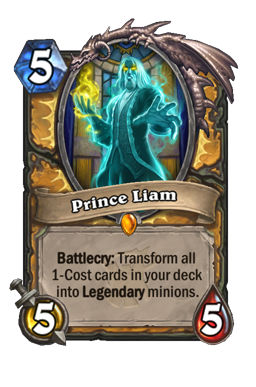 5
Prince Liam
Battlecry: Transform all
1-Cost cards in your deck
into Legendary minions.
5
5